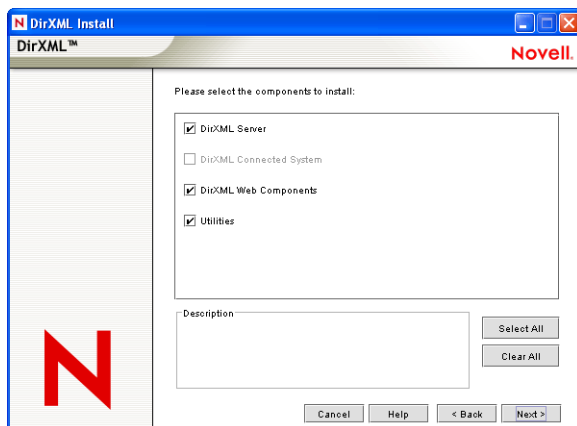 N DirXML Install
DirXML™
Novell.
Please select the components to install:
DirXML Server
DirXML Connected System
DirXML Web Components
Utilities
Description
Select All
Clear All
N
Cancel Help < Back Next >